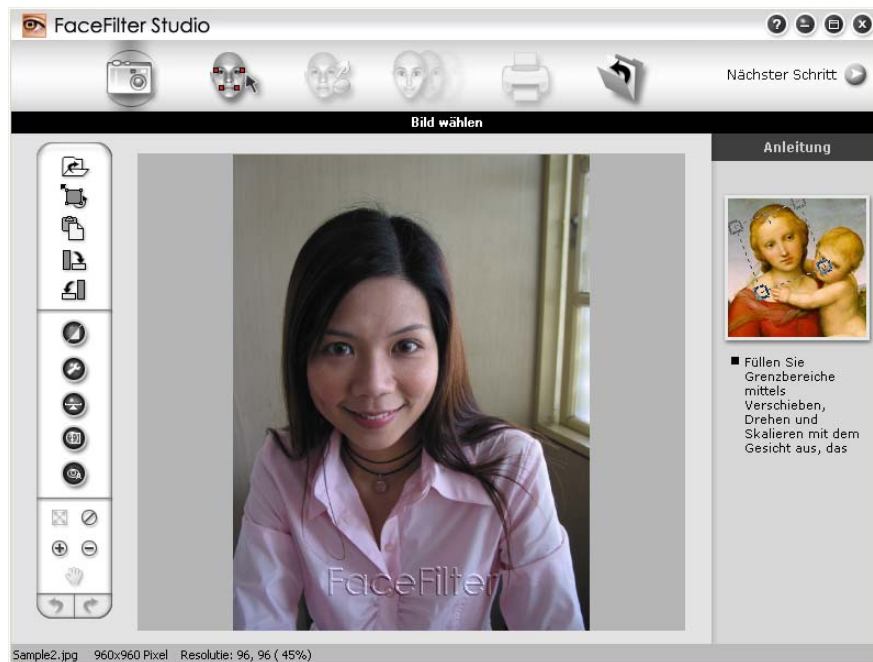 FaceFilter Studio
Nächster Schritt
Bild wählen
Anleitung
Füllen Sie
Grenzbereiche
mittels
Verschieben,
Drehen und
Skalieren mit dem
Gesicht aus, das
FaceFilter
Sample2.jpg 960x960 Pixel Resolutie: 96, 96 ( 45%)